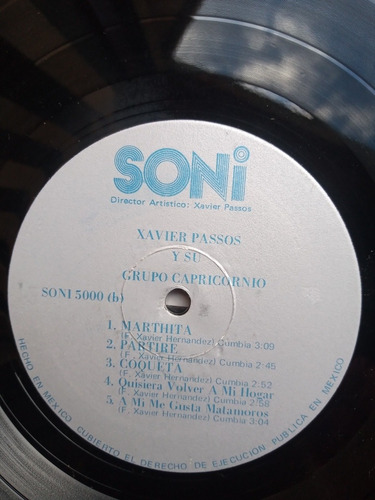 SONi
Director Artístico: Xavier Passos
XAVIER PASSOS
Y SU
GRUPO CAPRICORNIO
SONI 5000 (b)
1. MARTHITA
(F. Xavier Hernandez) Cumbia 3:09
2. PARTIRE
(F. Xavier Hernandez) Cumbia 2:45
3. COQUETA
(F. Xavier Hernandez) Cumbia 2:52
4. Quisiera Volver A Mi Hogar
(F. Xavier Hernandez) Cumbia 2:58
5. A Mi Me Gusta Matamoros
(F. Xavier Hernandez) Cumbia 3:04
HECHO EN MEXICO CUBIERTO EL DERECHO DE EJECUCION PUBLICA EN MEXICO